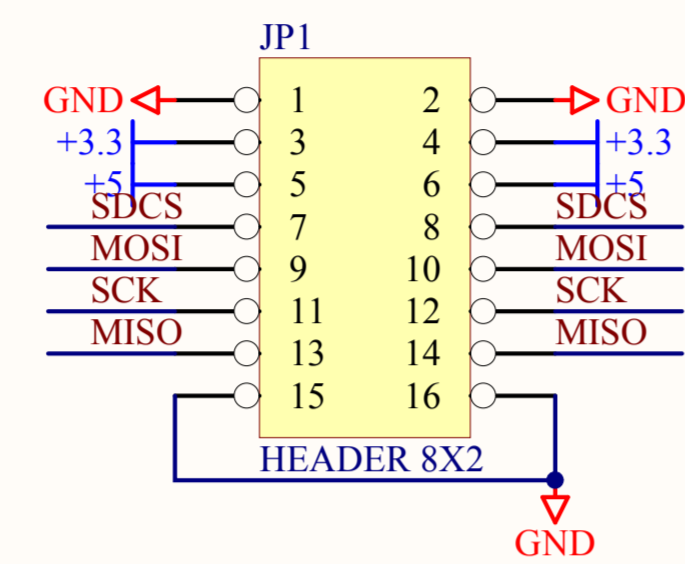 JP1
GND 1 2 GND
+3.3 3 4 +3.3
+5 5 6 +5
SDCS 7 8 SDCS
MOSI 9 10 MOSI
SCK 11 12 SCK
MISO 13 14 MISO
15 16
HEADER 8X2
GND